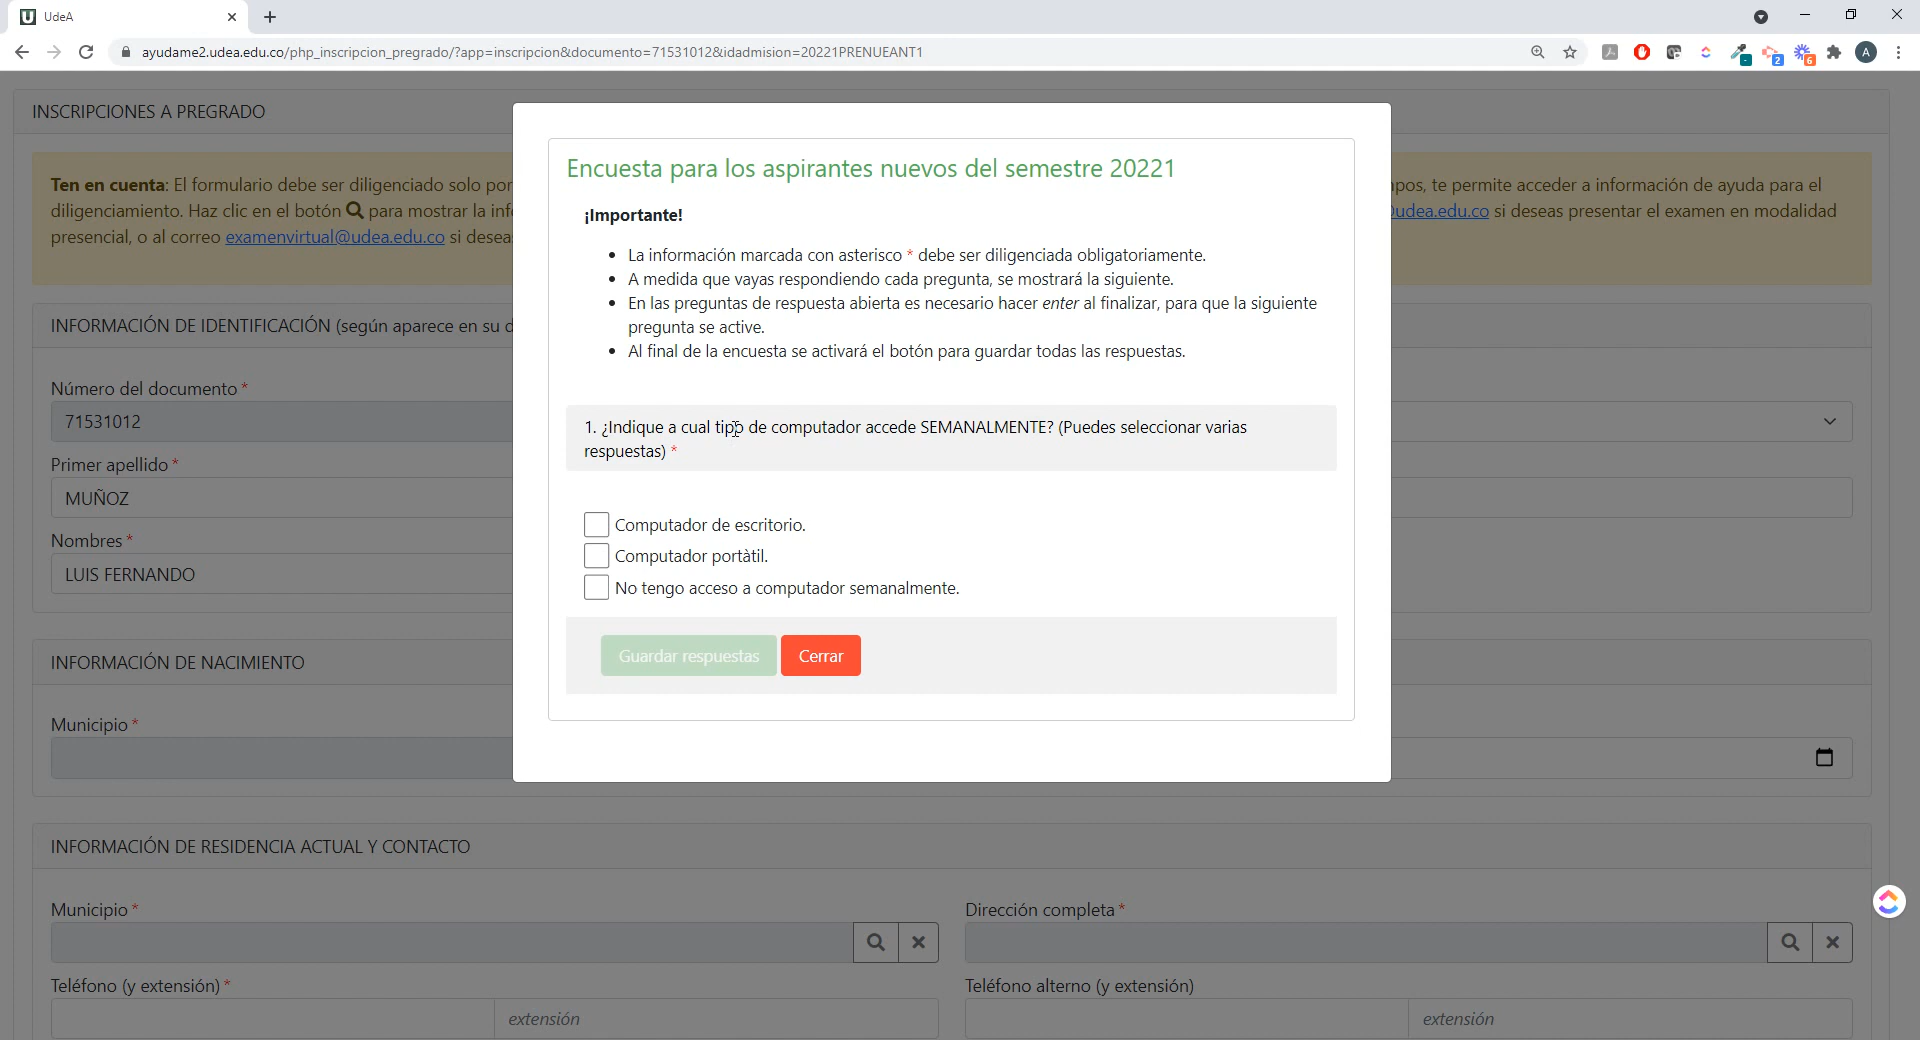 UdeA
ayudame2.udea.edu.co/php_inscripcion_pregrado/?app=inscripcion&documento=71531012&idadmision=20221PRENUEANT1
2
6
A
INSCRIPCIONES A PREGRADO
Ten en cuenta: El formulario debe ser diligenciado solo por
diligenciamiento. Haz clic en el botón para mostrar la
presencial, o al correo examenvirtual@udea.edu.co si desea
te permite acceder a información de ayuda para el
udea.edu.co si deseas presentar el examen en modalidad
INFORMACIÓN DE IDENTIFICACIÓN (según aparece en su d
Número del documento *
71531012
Primer apellido *
MUÑOZ
Nombres *
LUIS FERNANDO
INFORMACIÓN DE NACIMIENTO
Municipio *
Encuesta para los aspirantes nuevos del semestre 20221
¡Importante!
• La información marcada con asterisco * debe ser diligenciada obligatoriamente.
• A medida que vayas respondiendo cada pregunta, se mostrará la siguiente.
• En las preguntas de respuesta abierta es necesario hacer enter al finalizar, para que la siguiente
pregunta se active.
• Al final de la encuesta se activará el botón para guardar todas las respuestas.
1. ¿Indique a cual tipo de computador accede SEMANALMENTE? (Puedes seleccionar varias
respuestas) *
Computador de escritorio.
Computador portàtil.
No tengo acceso a computador semanalmente.
Guardar respuestas Cerrar
INFORMACIÓN DE RESIDENCIA ACTUAL Y CONTACTO
Municipio * Dirección completa *
Teléfono (y extensión) * Teléfono alterno (y extensión)
extensión extensión